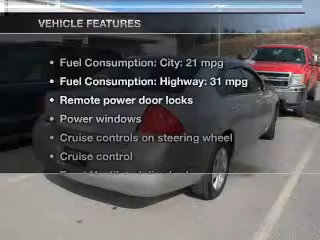 VEHICLE FEATURES
• Fuel Consumption: City: 21 mpg
• Fuel Consumption: Highway: 31 mpg
• Remote power door locks
• Power windows
• Cruise controls on steering wheel
• Cruise control